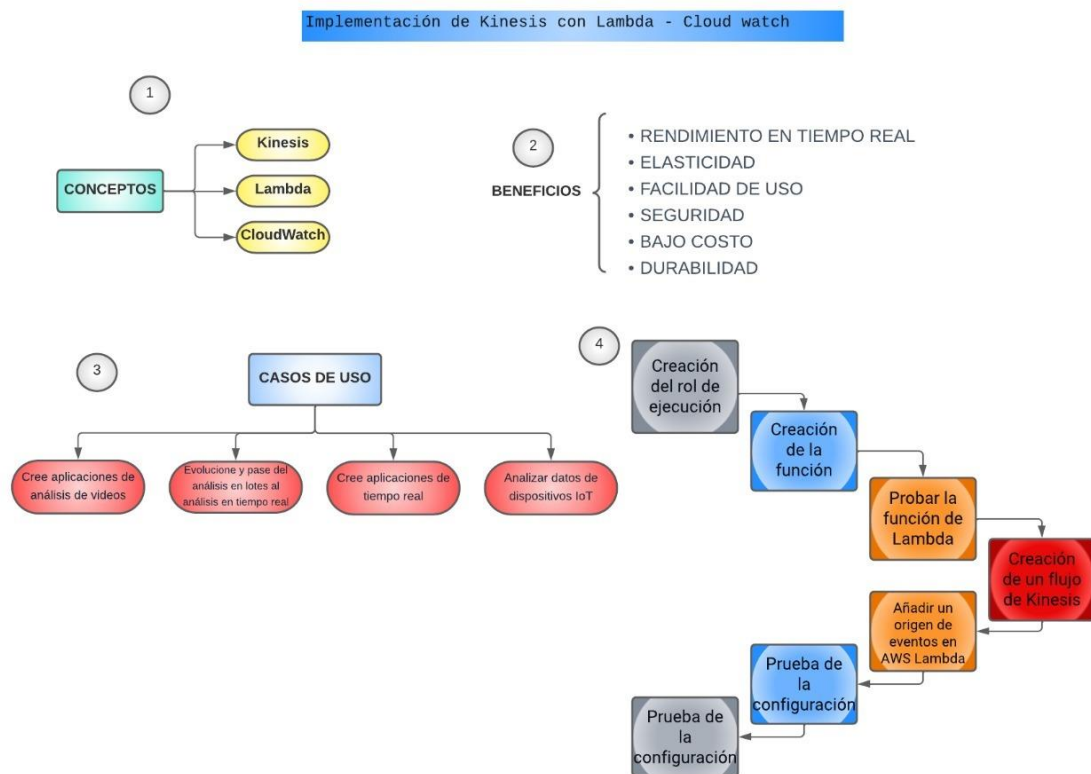 Implementación de Kinesis con Lambda - Cloud watch
1
CONCEPTOS
Kinesis
Lambda
CloudWatch
2
BENEFICIOS
• RENDIMIENTO EN TIEMPO REAL
• ELASTICIDAD
• FACILIDAD DE USO
• SEGURIDAD
• BAJO COSTO
• DURABILIDAD
3
CASOS DE USO
Cree aplicaciones de
análisis de videos
Evolucione y pase del
análisis en lotes al
análisis en tiempo real
Cree aplicaciones de
tiempo real
Analizar datos de
dispositivos IoT
4
Creación
del rol de
ejecución
Creación
de la
función
Probar la
función de
Lambda
Creación
de un flujo
de Kinesis
Añadir un
origen de
eventos en
AWS Lambda
Prueba de
la
configuración
Prueba de
la
configuración